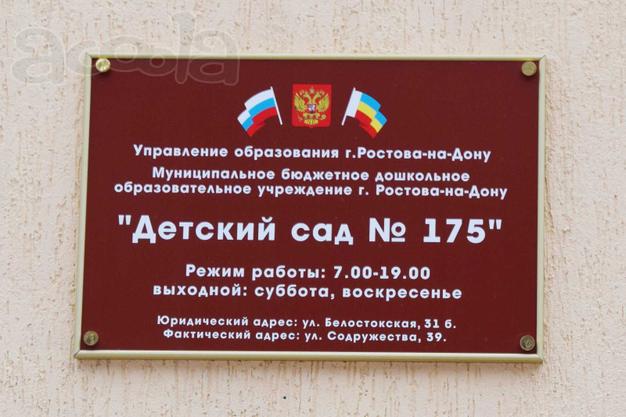 accola
Управление образования г.Ростова-на-Дону
Муниципальное бюджетное дошкольное
образовательное учреждение г. Ростова-на-Дону
"Детский сад № 175"
Режим работы: 7.00-19.00
выходной: суббота, воскресенье
Юридический адрес: ул. Белостокская, 31 б.
Фактический адрес: ул. Содружества, 39.